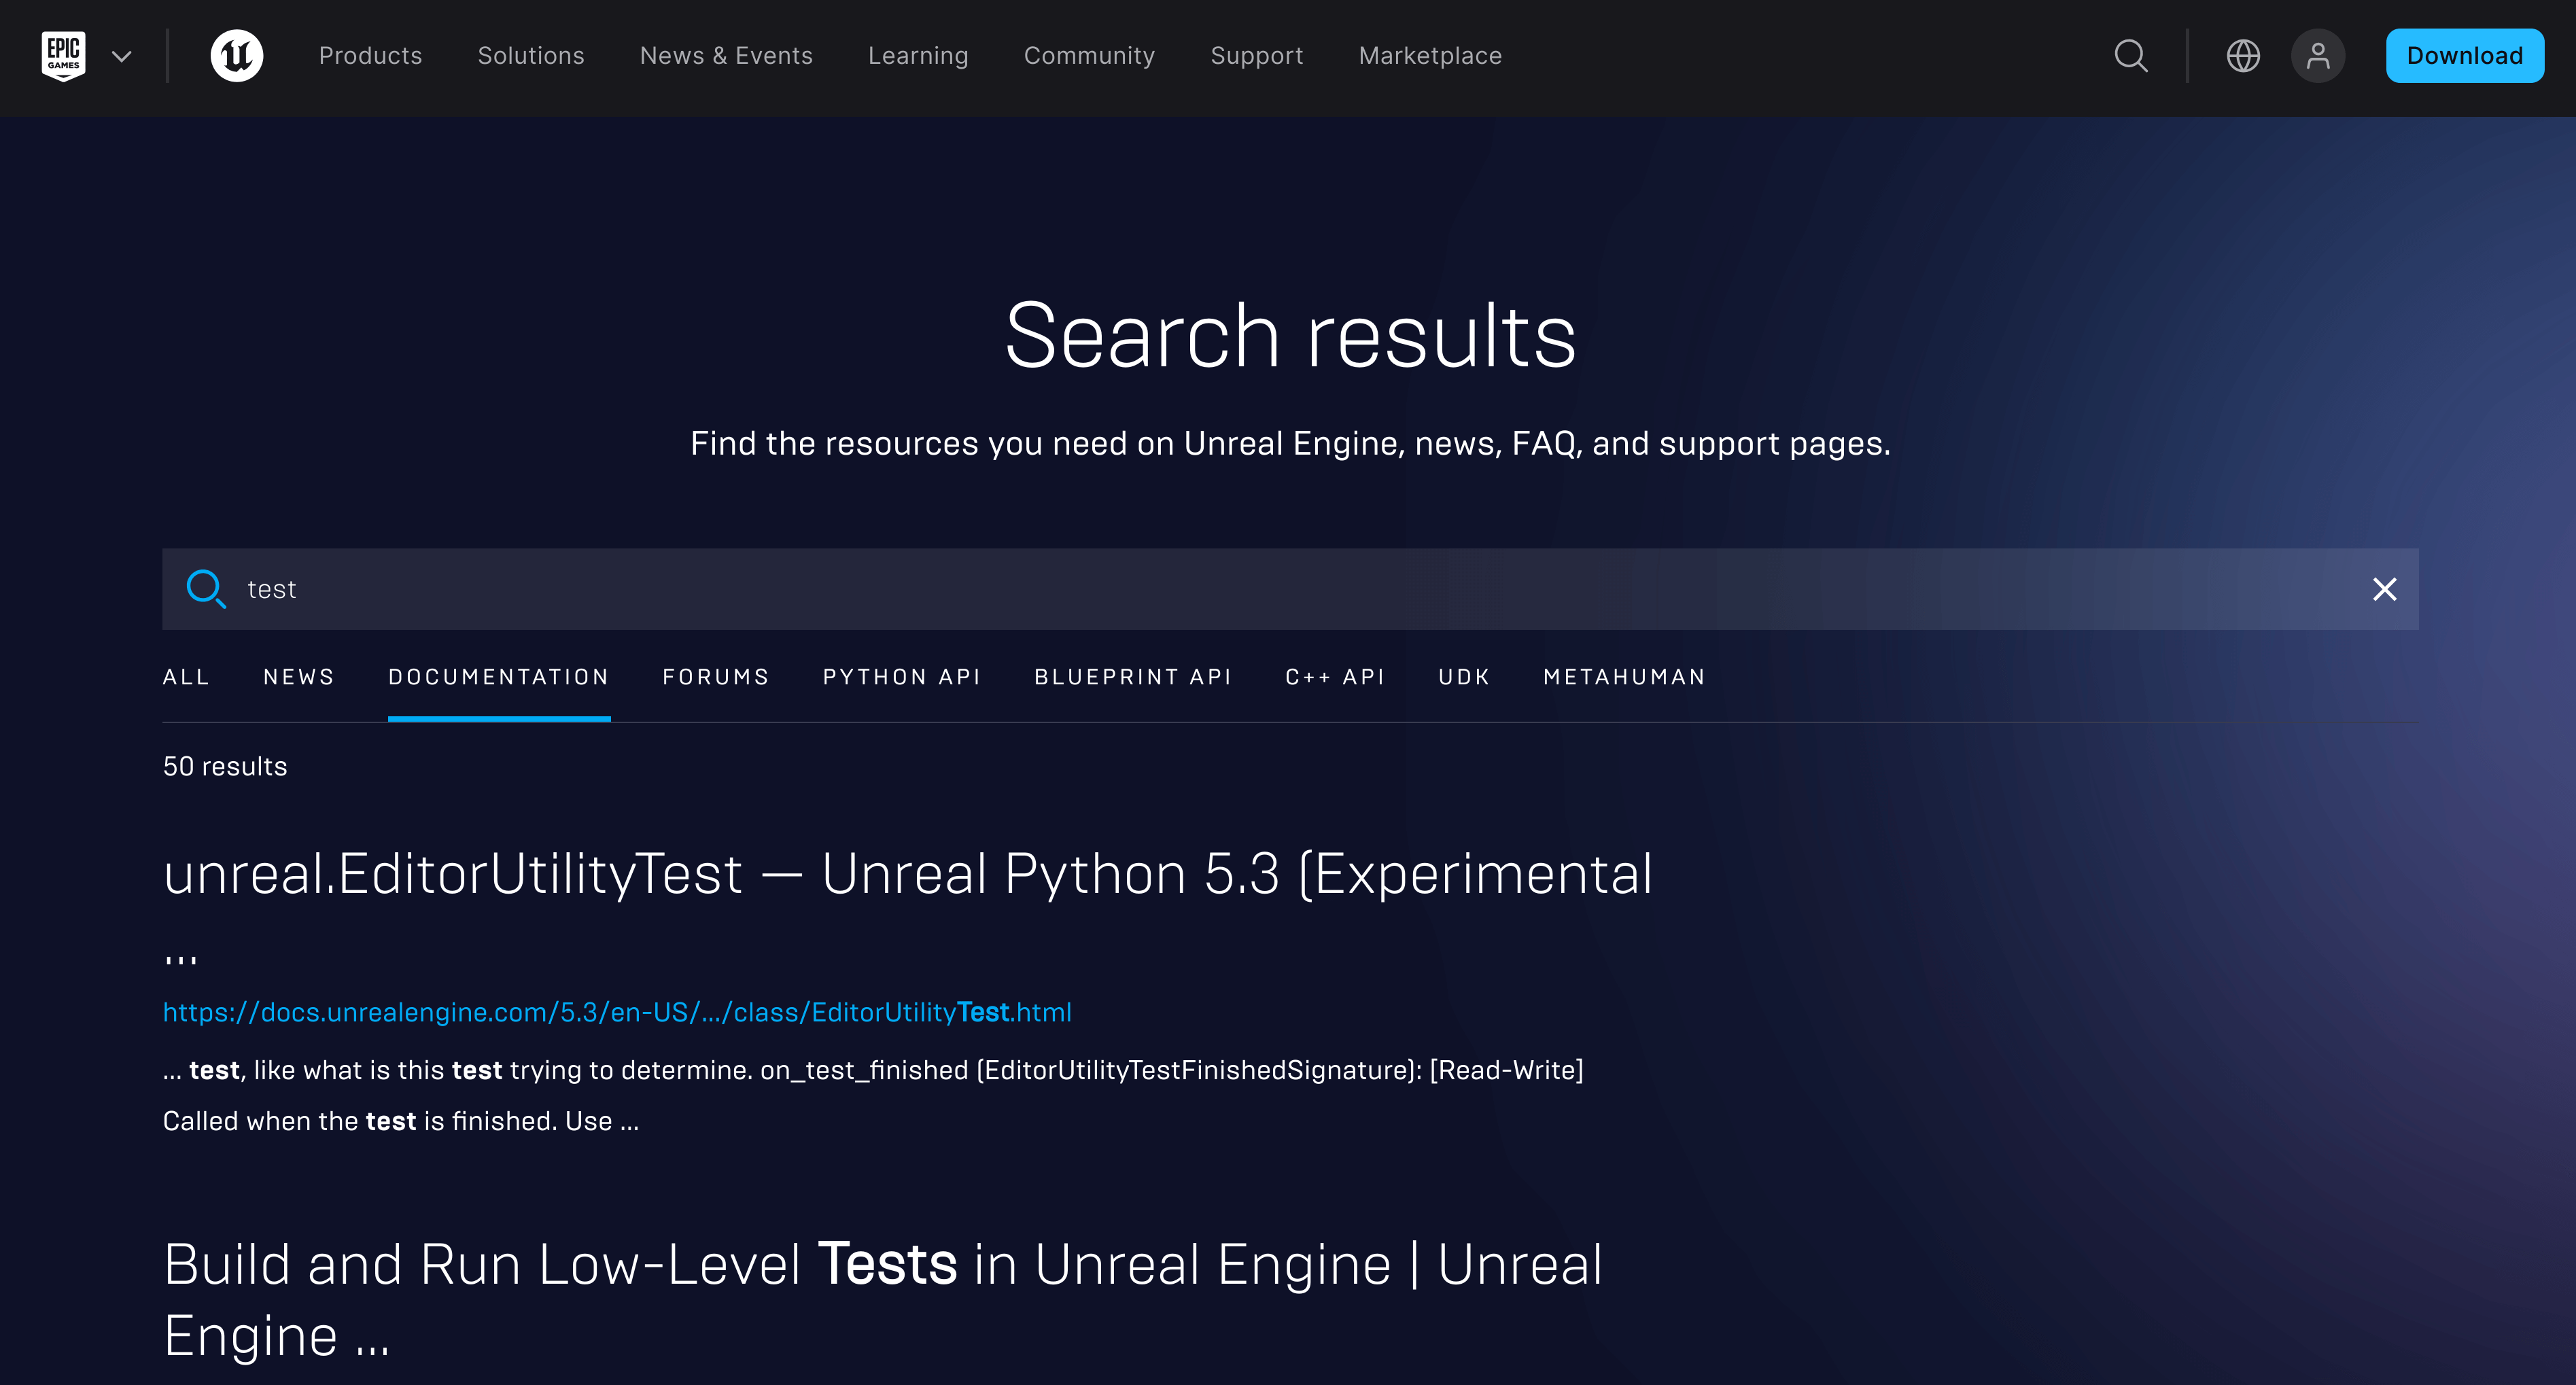 EPIC
GAMES
Products
Solutions
News & Events
Learning
Community
Support
Marketplace
Download
Search results
Find the resources you need on Unreal Engine, news, FAQ, and support pages.
test
ALL
NEWS
DOCUMENTATION
FORUMS
PYTHON API
BLUEPRINT API
C++ API
UDK
METAHUMAN
50 results
unreal.EditorUtilityTest — Unreal Python 5.3 (Experimental
...
https://docs.unrealengine.com/5.3/en-US/.../class/EditorUtilityTest.html
... test, like what is this test trying to determine. on_test_finished (EditorUtilityTestFinishedSignature): [Read-Write]
Called when the test is finished. Use ...
Build and Run Low-Level Tests in Unreal Engine | Unreal
Engine ...